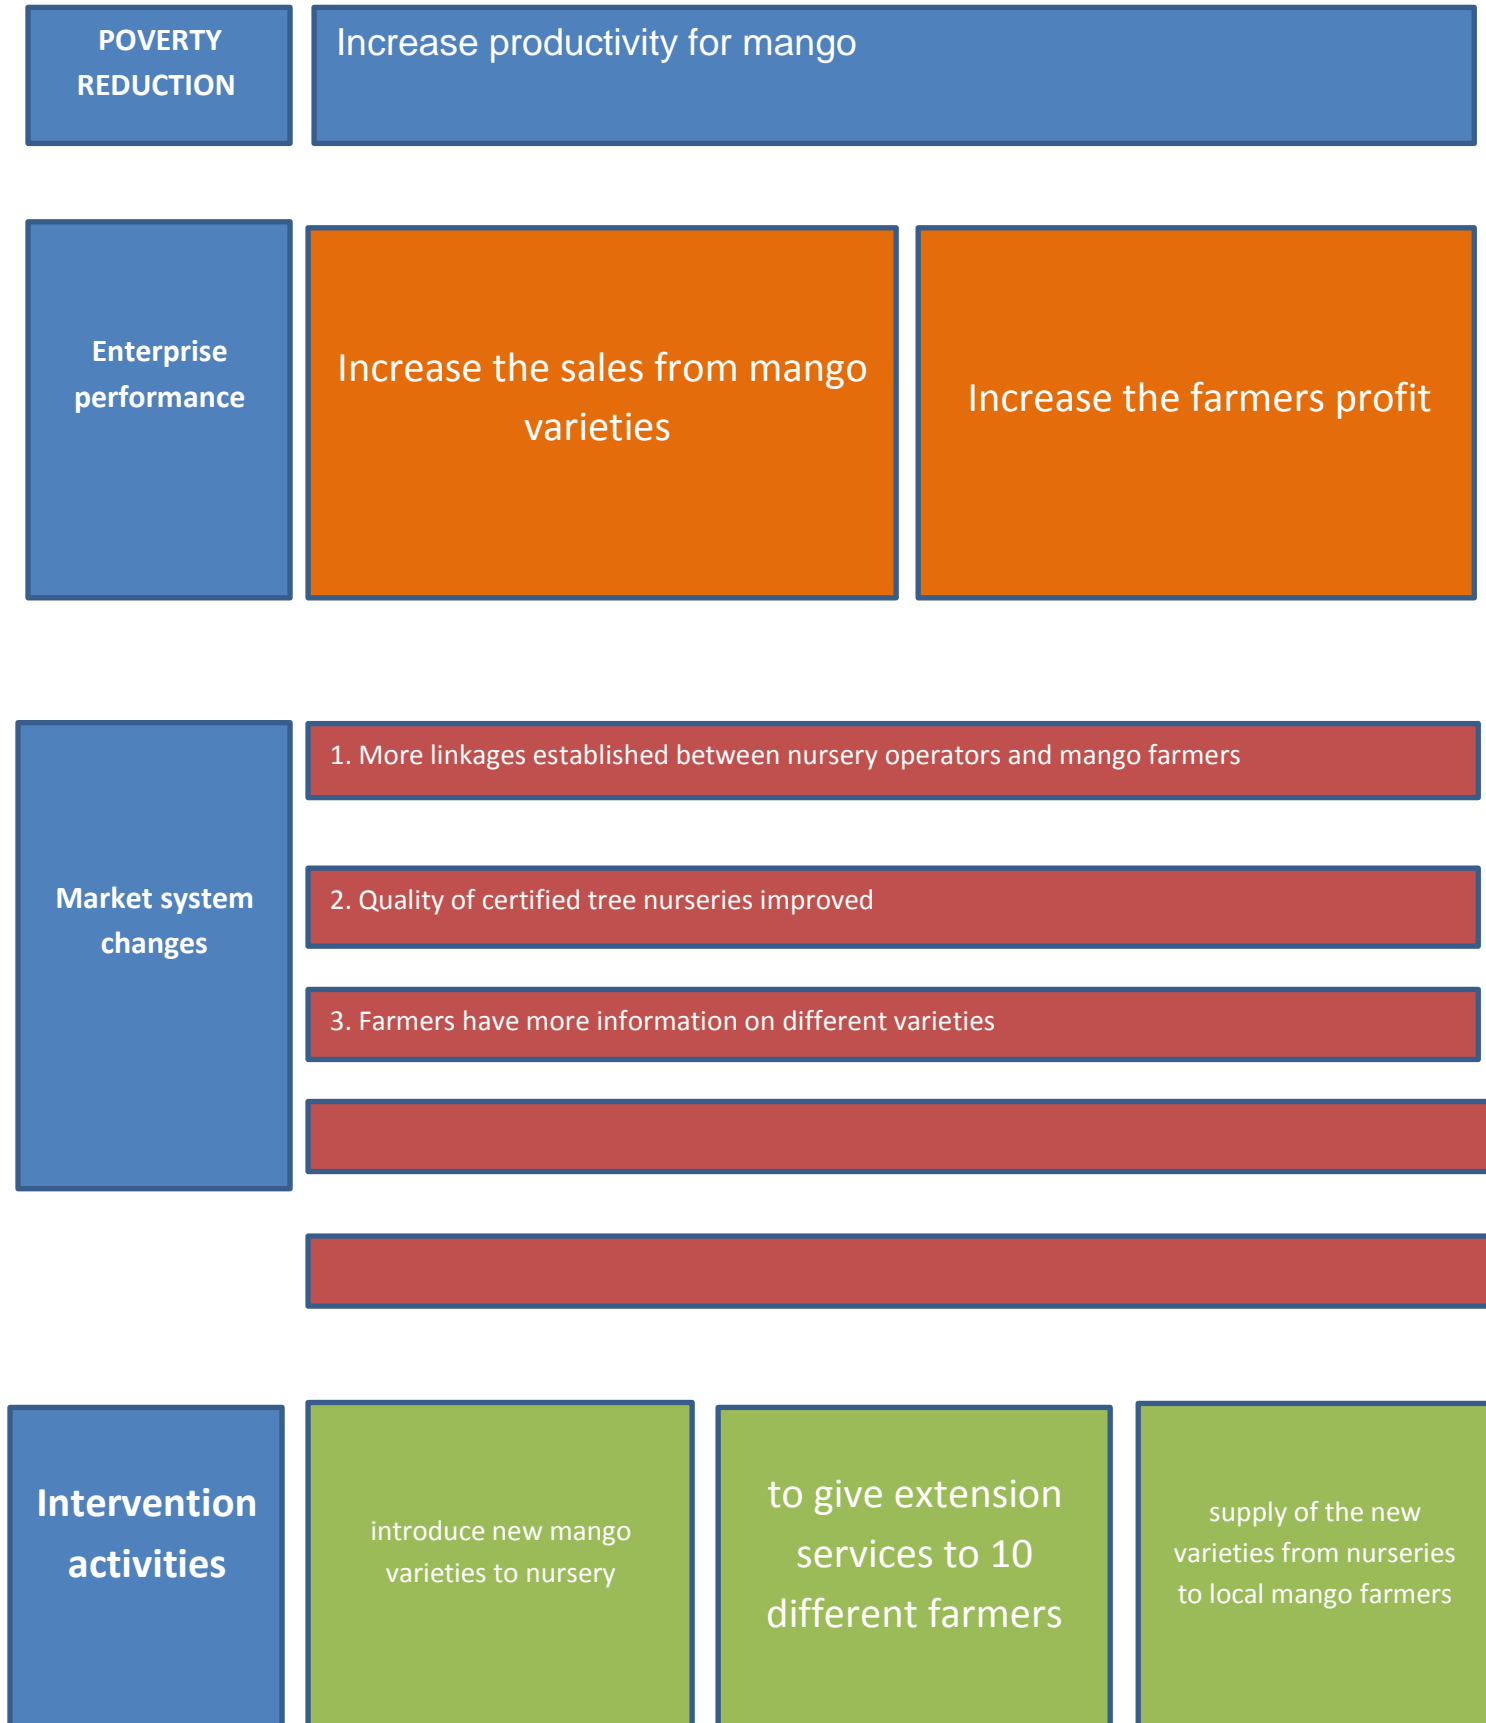 POVERTY
REDUCTION
Increase productivity for mango
Enterprise
performance
Increase the sales from mango
varieties
Increase the farmers profit
Market system
changes
1. More linkages established between nursery operators and mango farmers
2. Quality of certified tree nurseries improved
3. Farmers have more information on different varieties
Intervention
activities
introduce new mango
varieties to nursery
to give extension
services to 10
different farmers
supply of the new
varieties from nurseries
to local mango farmers